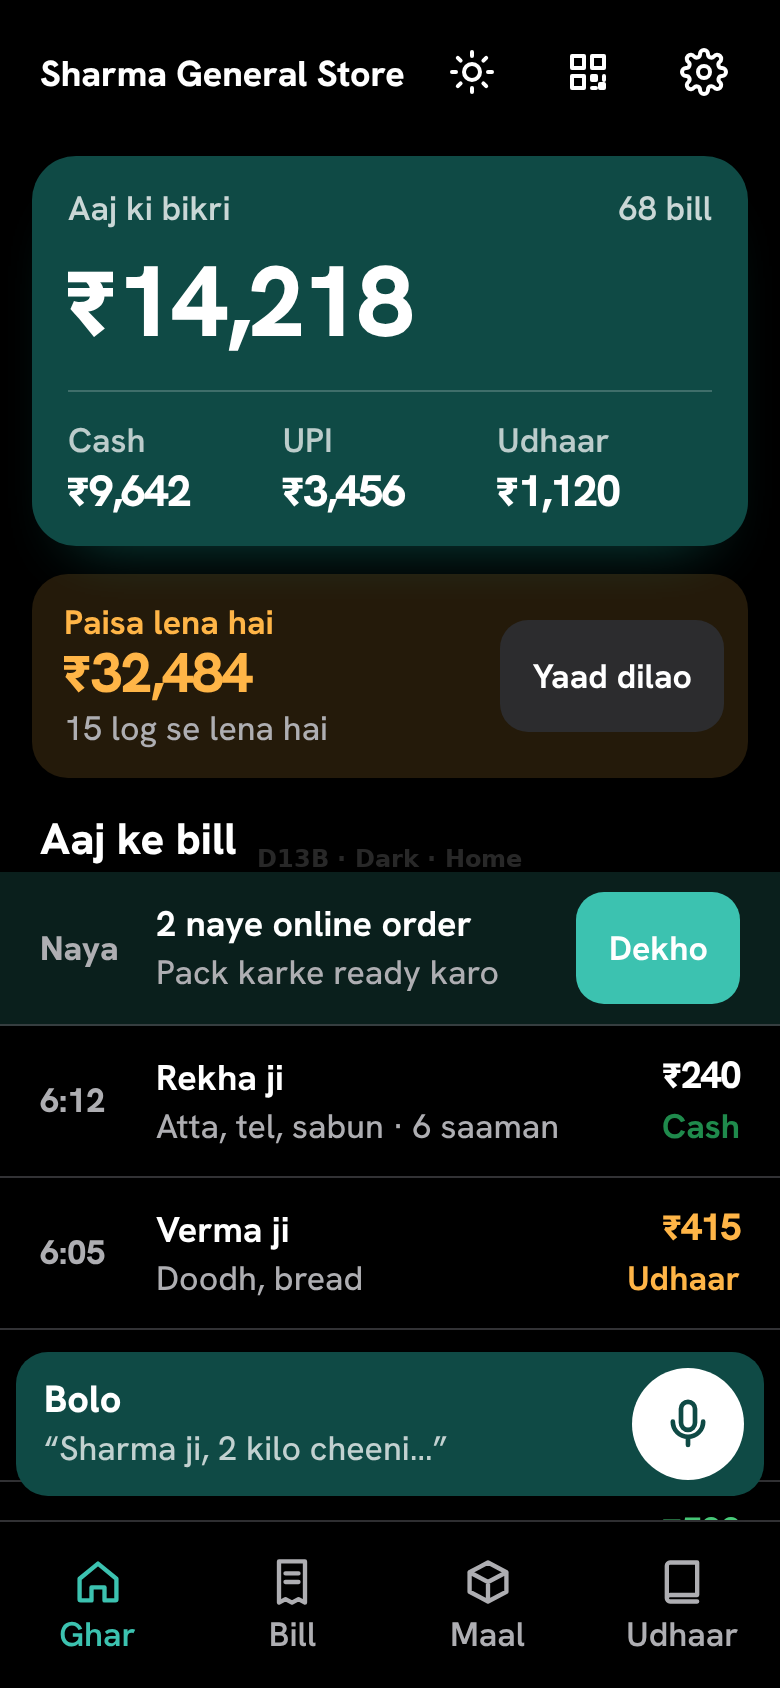 Sharma General Store
Aaj ki bikri 68 bill
₹14,218
Cash UPI Udhaar
₹9,642 ₹3,456 ₹1,120
Paisa lena hai
₹32,484
15 log se lena hai
Yaad dilao
Aaj ke bill
D13B · Dark · Home
Naya
2 naye online order
Pack karke ready karo
Dekho
6:12
Rekha ji ₹240
Atta, tel, sabun · 6 saaman Cash
6:05
Verma ji ₹415
Doodh, bread Udhaar
Bolo
“Sharma ji, 2 kilo cheeni...”
Ghar Bill Maal Udhaar